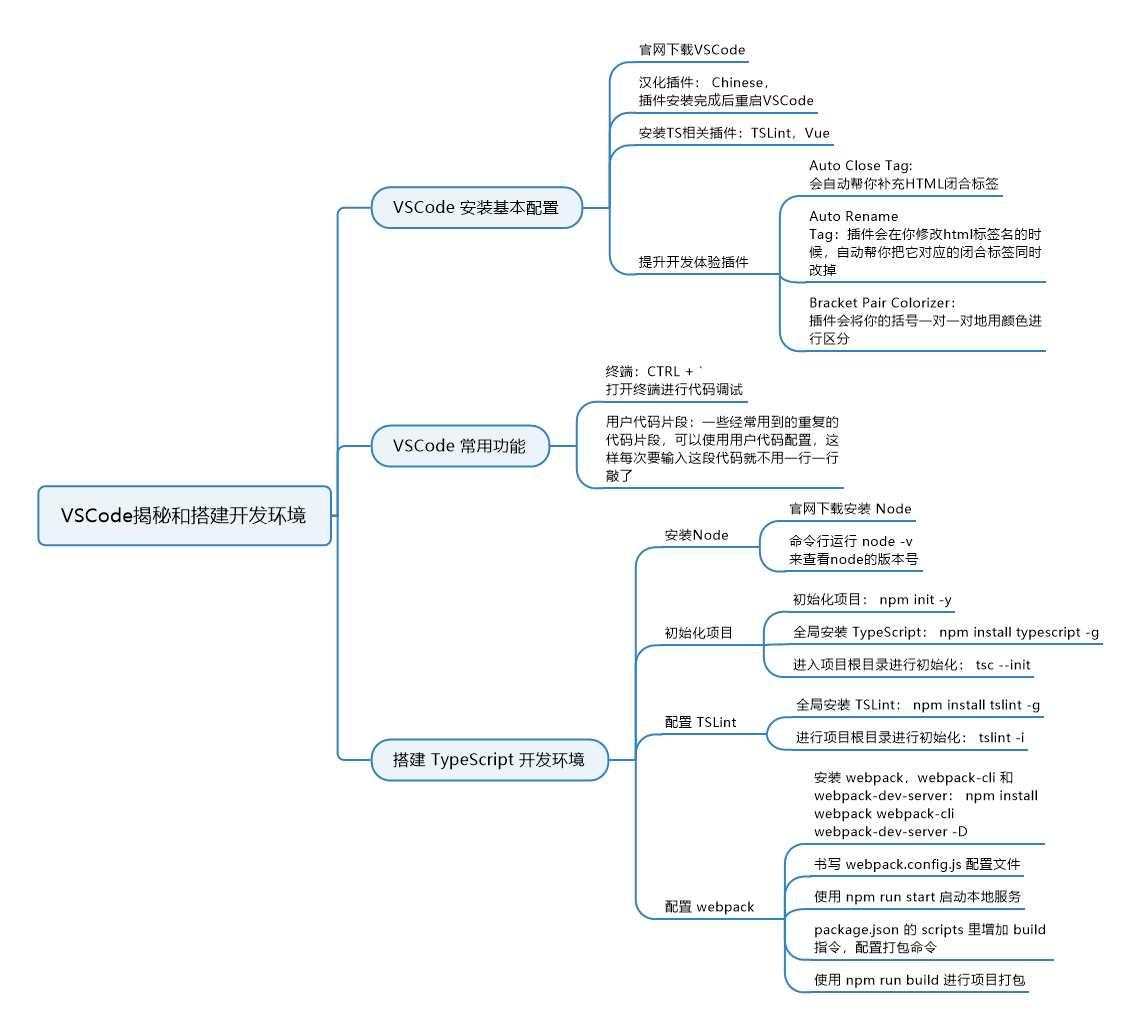 VSCode揭秘和搭建开发环境
VSCode 安装基本配置
官网下载VSCode
汉化插件： Chinese，
插件安装完成后重启VSCode
安装TS相关插件：TSLint，Vue
提升开发体验插件
Auto Close Tag:
会自动帮你补充HTML闭合标签
Auto Rename
Tag：插件会在你修改html标签名的时
候，自动帮你把它对应的闭合标签同时
改掉
Bracket Pair Colorizer：
插件会将你的括号一对一对地用颜色进
行区分
VSCode 常用功能
终端：CTRL + `
打开终端进行代码调试
用户代码片段：一些经常用到的重复的
代码片段，可以使用用户代码配置，这
样每次要输入这段代码就不用一行一行
敲了
搭建 TypeScript 开发环境
安装Node
官网下载安装 Node
命令行运行 node -v
来查看node的版本号
初始化项目
初始化项目： npm init -y
全局安装 TypeScript： npm install typescript -g
进入项目根目录进行初始化： tsc --init
配置 TSLint
全局安装 TSLint： npm install tslint -g
进行项目根目录进行初始化： tslint -i
配置 webpack
安装 webpack，webpack-cli 和
webpack-dev-server： npm install
webpack webpack-cli
webpack-dev-server -D
书写 webpack.config.js 配置文件
使用 npm run start 启动本地服务
package.json 的 scripts 里增加 build
指令，配置打包命令
使用 npm run build 进行项目打包